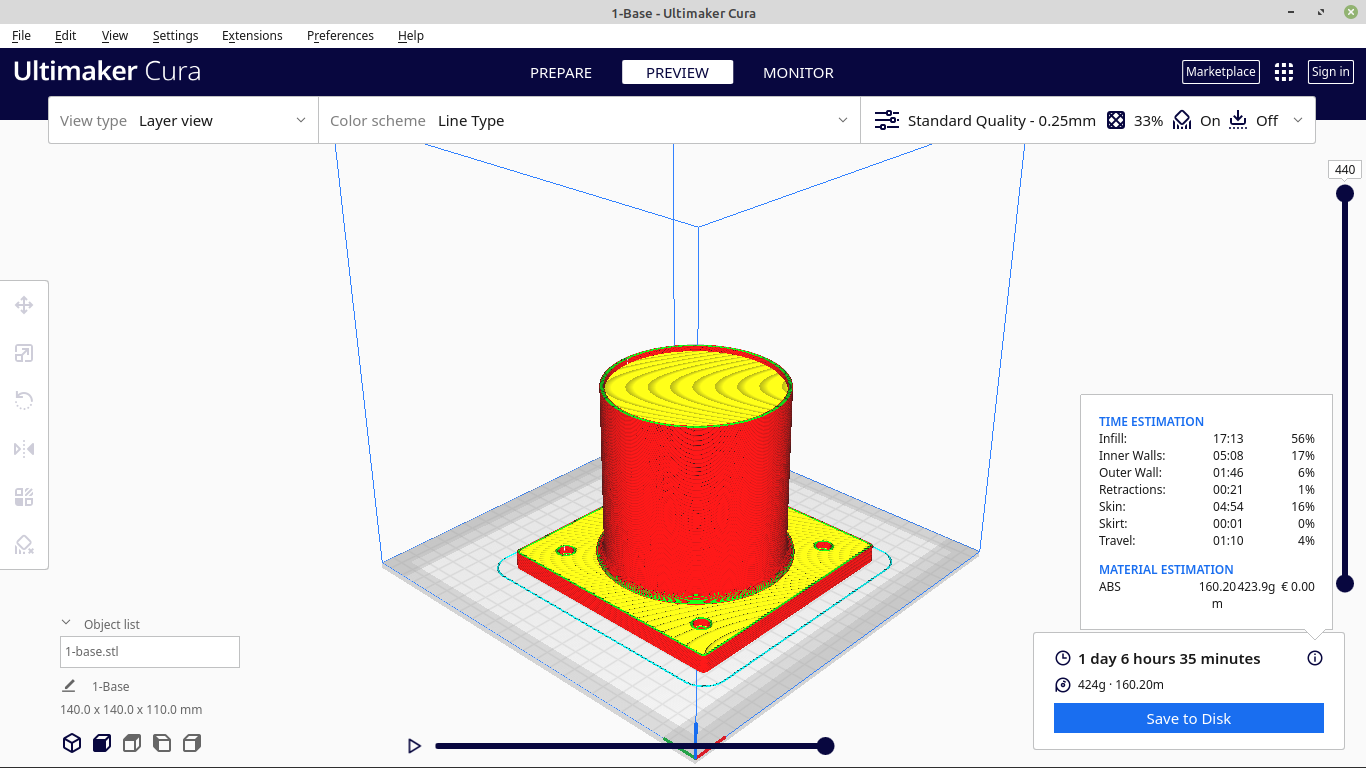 1-Base - Ultimaker Cura
File Edit View Settings Extensions Preferences Help
Ultimaker Cura PREPARE PREVIEW MONITOR Marketplace Sign in
View type Layer view Color scheme Line Type Standard Quality - 0.25mm 33% On Off
440
TIME ESTIMATION
Infill: 17:13 56%
Inner Walls: 05:08 17%
Outer Wall: 01:46 6%
Retractions: 00:21 1%
Skin: 04:54 16%
Skirt: 00:01 0%
Travel: 01:10 4%
MATERIAL ESTIMATION
ABS 160.20 423.9g € 0.00
m
Object list
1-base.stl
1-Base
140.0 x 140.0 x 110.0 mm
1 day 6 hours 35 minutes
424g · 160.20m
Save to Disk